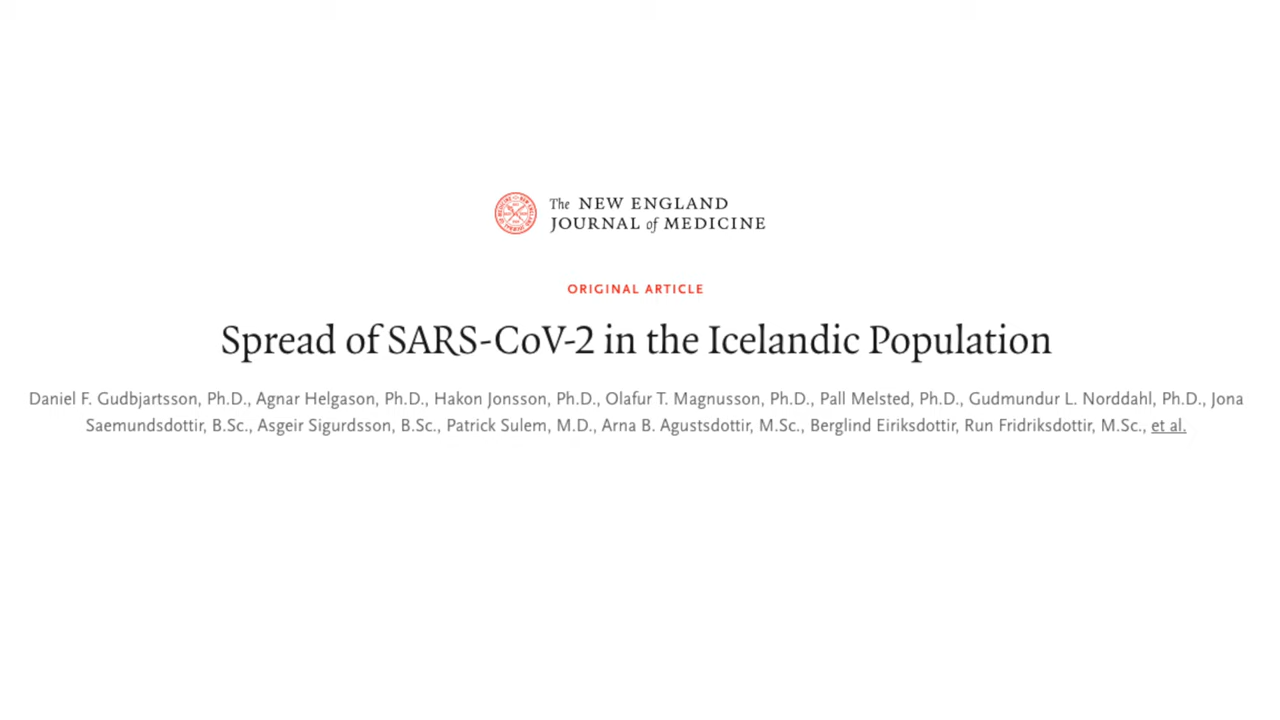 The NEW ENGLAND
JOURNAL of MEDICINE
ORIGINAL ARTICLE
Spread of SARS-CoV-2 in the Icelandic Population
Daniel F. Gudbjartsson, Ph.D., Agnar Helgason, Ph.D., Hakon Jonsson, Ph.D., Olafur T. Magnusson, Ph.D., Pall Melsted, Ph.D., Gudmundur L. Norddahl, Ph.D., Jona
Saemundsdottir, B.Sc., Asgeir Sigurdsson, B.Sc., Patrick Sulem, M.D., Arna B. Agustsdottir, M.Sc., Berglind Eiriksdottir, Run Fridriksdottir, M.Sc., et al.